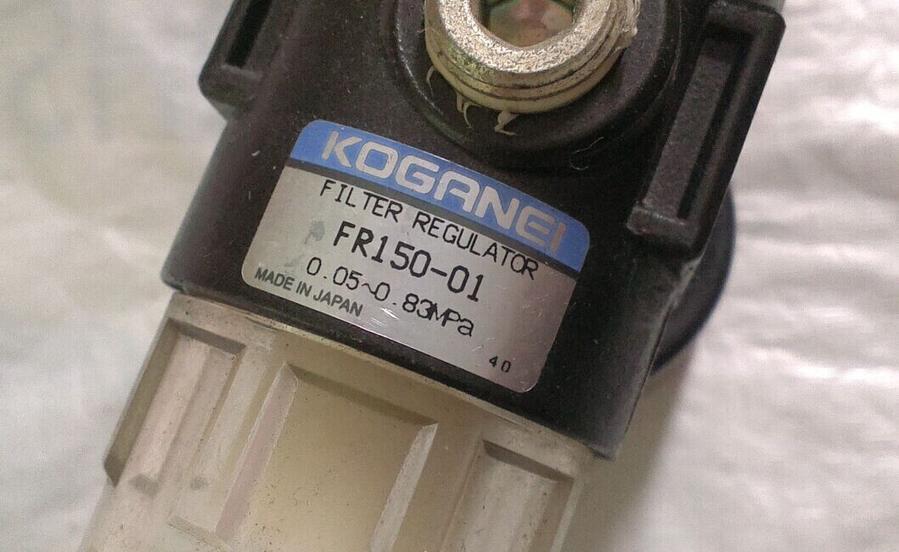 KOGANEI
FILTER REGULATOR
FR150-01
0.05~0.83MPa
MADE IN JAPAN
40